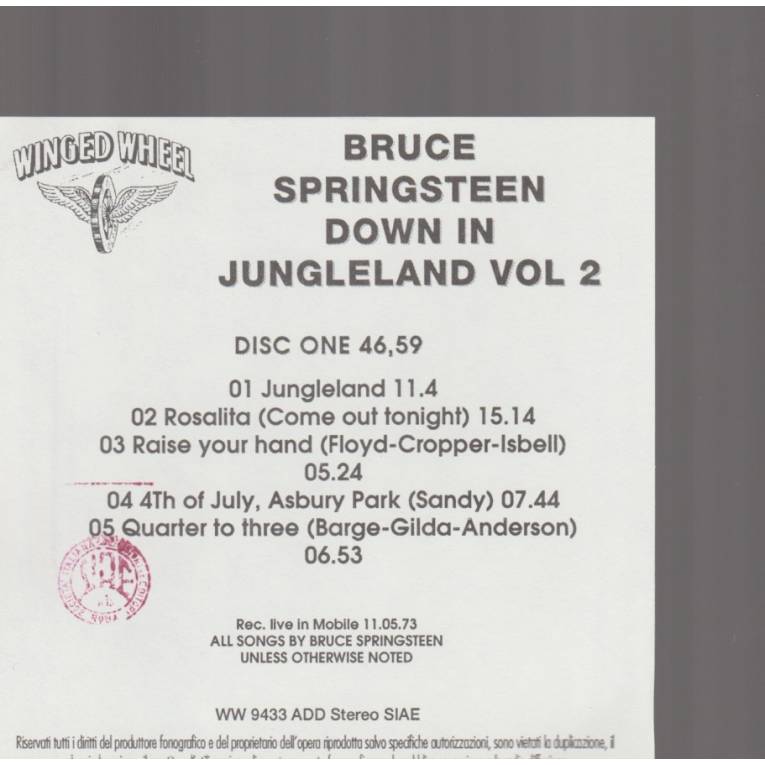 WINGED WHEEL
BRUCE
SPRINGSTEEN
DOWN IN
JUNGLELAND VOL 2
DISC ONE 46,59
01 Jungleland 11.4
02 Rosalita (Come out tonight) 15.14
03 Raise your hand (Floyd-Cropper-Isbell)
05.24
04 4Th of July, Asbury Park (Sandy) 07.44
05 Quarter to three (Barge-Gilda-Anderson)
06.53
SIAE
Rec. live in Mobile 11.05.73
ALL SONGS BY BRUCE SPRINGSTEEN
UNLESS OTHERWISE NOTED
WW 9433 ADD Stereo SIAE
Riservati tutti i diritti del produttore fonografico e del proprietario dell'opera riprodotta salvo specifiche autorizzazioni, sono vietati la duplicazione, il